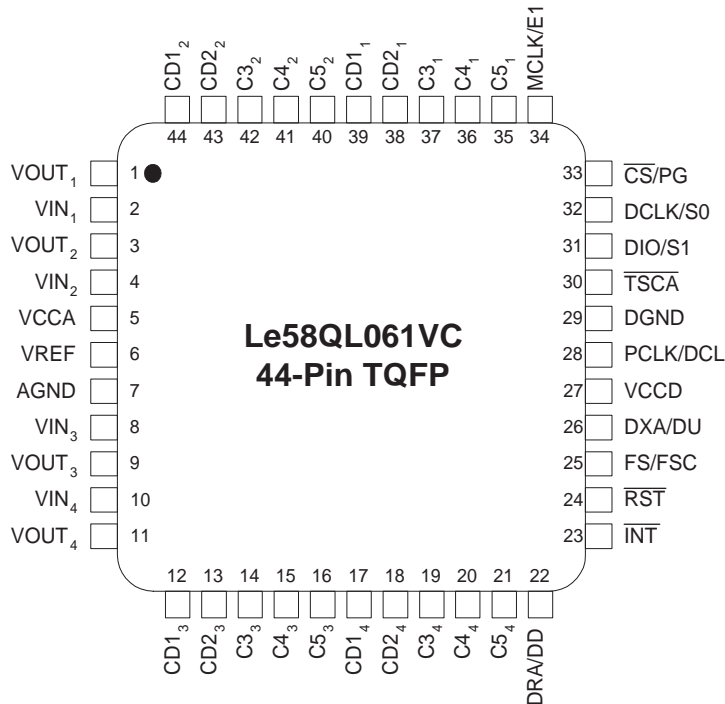 CD1₂ CD2₂ C3₂ C4₂ C5₂ CD1₁ CD2₁ C3₁ C4₁ C5₁ MCLK/E1
44 43 42 41 40 39 38 37 36 35 34
VOUT₁ 1 33 C̅S̅/PG
VIN₁ 2 32 DCLK/S0
VOUT₂ 3 31 DIO/S1
VIN₂ 4 30 T̅S̅C̅A̅
VCCA 5 29 DGND
VREF 6 28 PCLK/DCL
AGND 7 27 VCCD
VIN₃ 8 26 DXA/DU
VOUT₃ 9 25 FS/FSC
VIN₄ 10 24 R̅S̅T̅
VOUT₄ 11 23 I̅N̅T̅
Le58QL061VC
44-Pin TQFP
12 13 14 15 16 17 18 19 20 21 22
CD1₃ CD2₃ C3₃ C4₃ C5₃ CD1₄ CD2₄ C3₄ C4₄ C5₄ DRA/DD